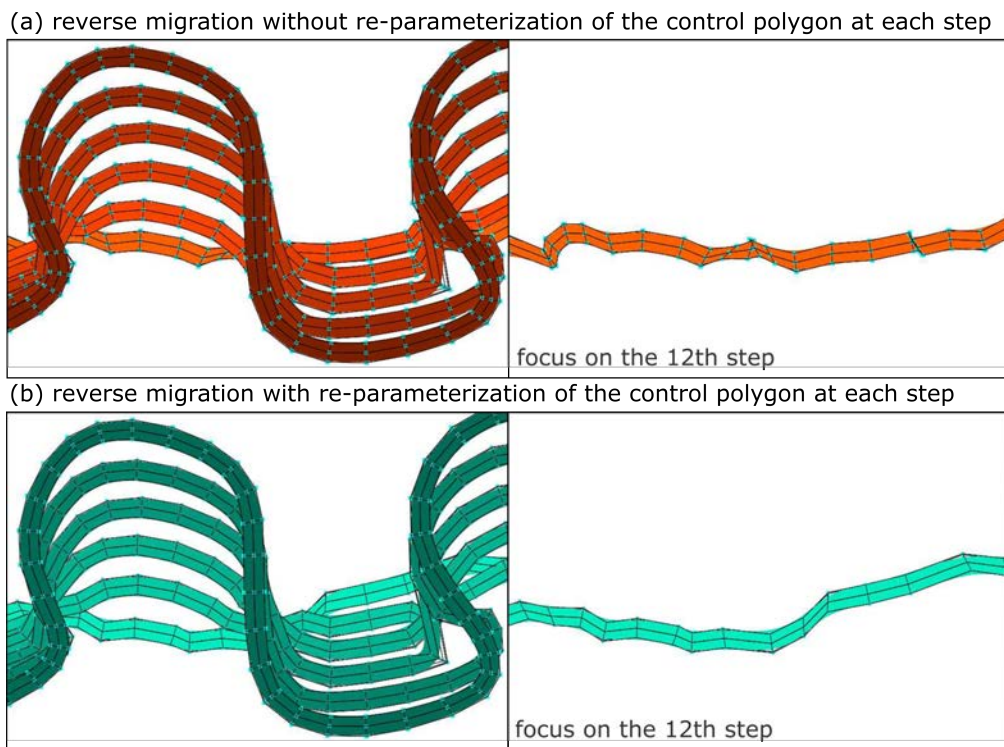 (a) reverse migration without re-parameterization of the control polygon at each step
focus on the 12th step
(b) reverse migration with re-parameterization of the control polygon at each step
focus on the 12th step